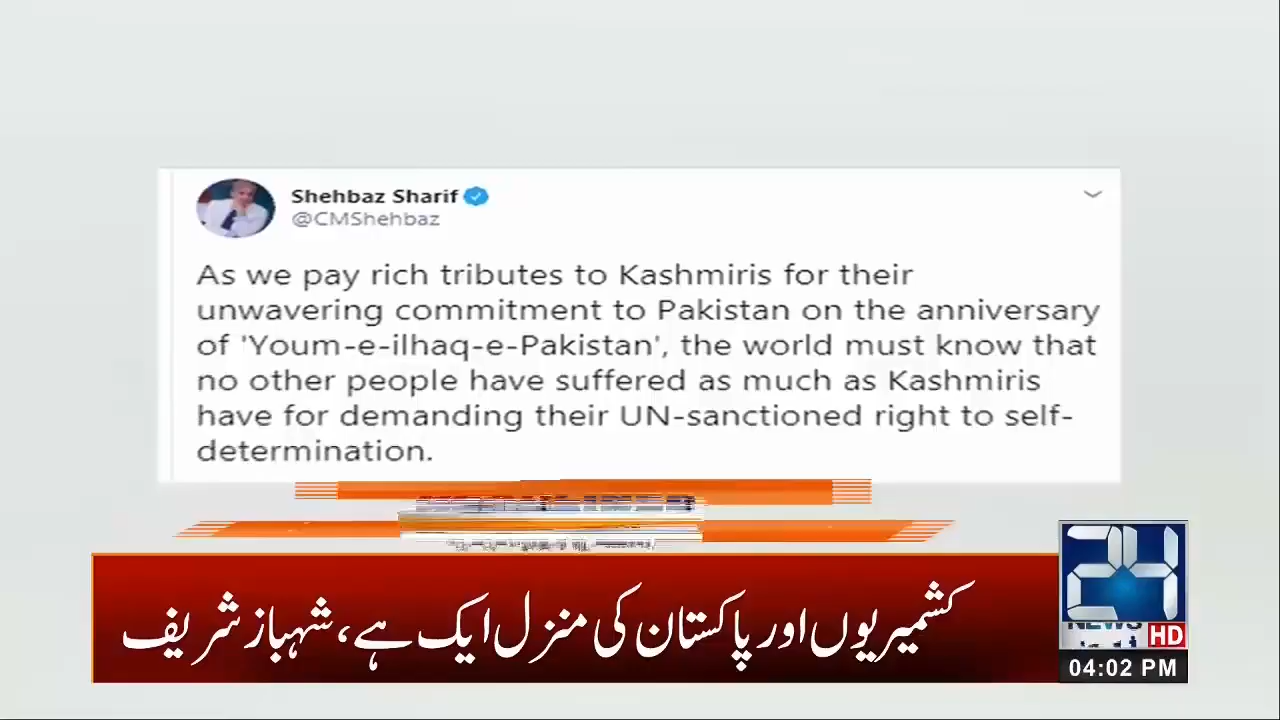 Shehbaz Sharif
@CMShehbaz
As we pay rich tributes to Kashmiris for their
unwavering commitment to Pakistan on the anniversary
of 'Youm-e-ilhaq-e-Pakistan', the world must know that
no other people have suffered as much as Kashmiris
have for demanding their UN-sanctioned right to self-
determination.
کشمیریوں اور پاکستان کی منزل ایک ہے، شہباز شریف
24
NEWS
HD
04:02 PM